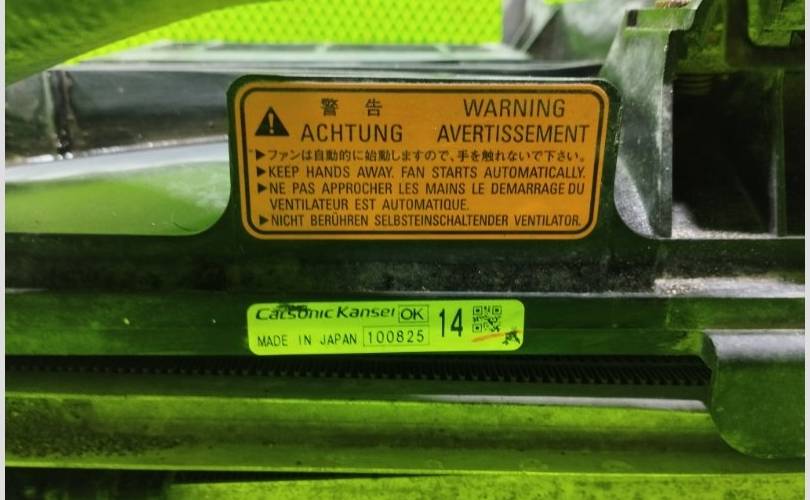 警 告 WARNING
ACHTUNG AVERTISSEMENT
▶ファンは自動的に始動しますので、手を触れないで下さい。
▶KEEP HANDS AWAY. FAN STARTS AUTOMATICALLY.
▶NE PAS APPROCHER LES MAINS LE DEMARRAGE DU
VENTILATEUR EST AUTOMATIQUE.
▶NICHT BERÜHREN SELBSTEINSCHALTENDER VENTILATOR.
Calsonic Kansei OK 14
MADE IN JAPAN 100825